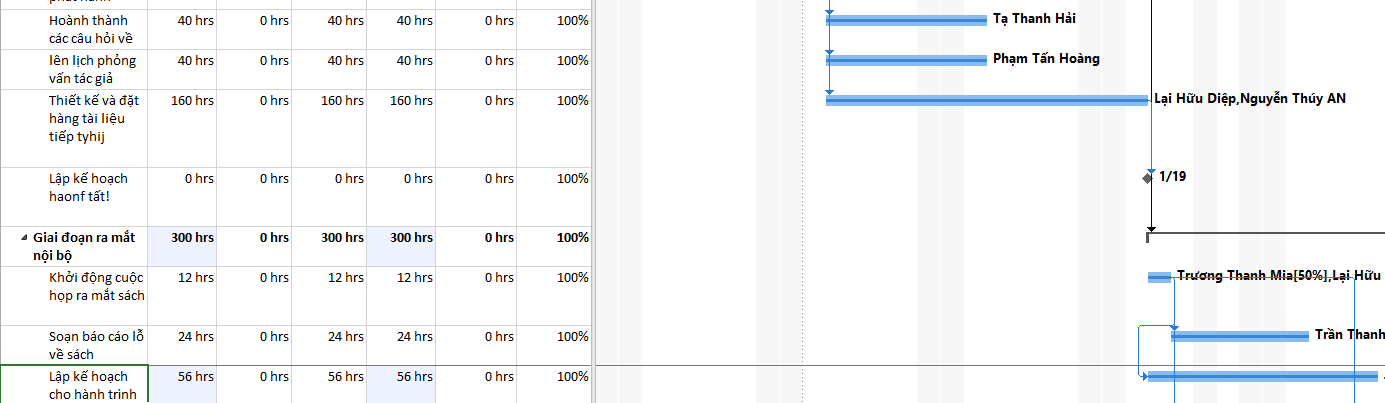 phát hành
Hoành thành các câu hỏi về 40 hrs 0 hrs 40 hrs 40 hrs 0 hrs 100% Tạ Thanh Hải
lên lịch phỏng vấn tác giả 40 hrs 0 hrs 40 hrs 40 hrs 0 hrs 100% Phạm Tấn Hoàng
Thiết kế và đặt hàng tài liệu tiếp tyhij 160 hrs 0 hrs 160 hrs 160 hrs 0 hrs 100% Lại Hữu Diệp,Nguyễn Thúy AN
Lập kế hoạch haonf tất! 0 hrs 0 hrs 0 hrs 0 hrs 0 hrs 100% 1/19
Giai đoạn ra mắt nội bộ 300 hrs 0 hrs 300 hrs 300 hrs 0 hrs 100%
Khởi động cuộc họp ra mắt sách 12 hrs 0 hrs 12 hrs 12 hrs 0 hrs 100% Trương Thanh Mia[50%],Lại Hữu
Soạn báo cáo lỗ về sách 24 hrs 0 hrs 24 hrs 24 hrs 0 hrs 100% Trần Thanh
Lập kế hoạch cho hành trình 56 hrs 0 hrs 56 hrs 56 hrs 0 hrs 100%